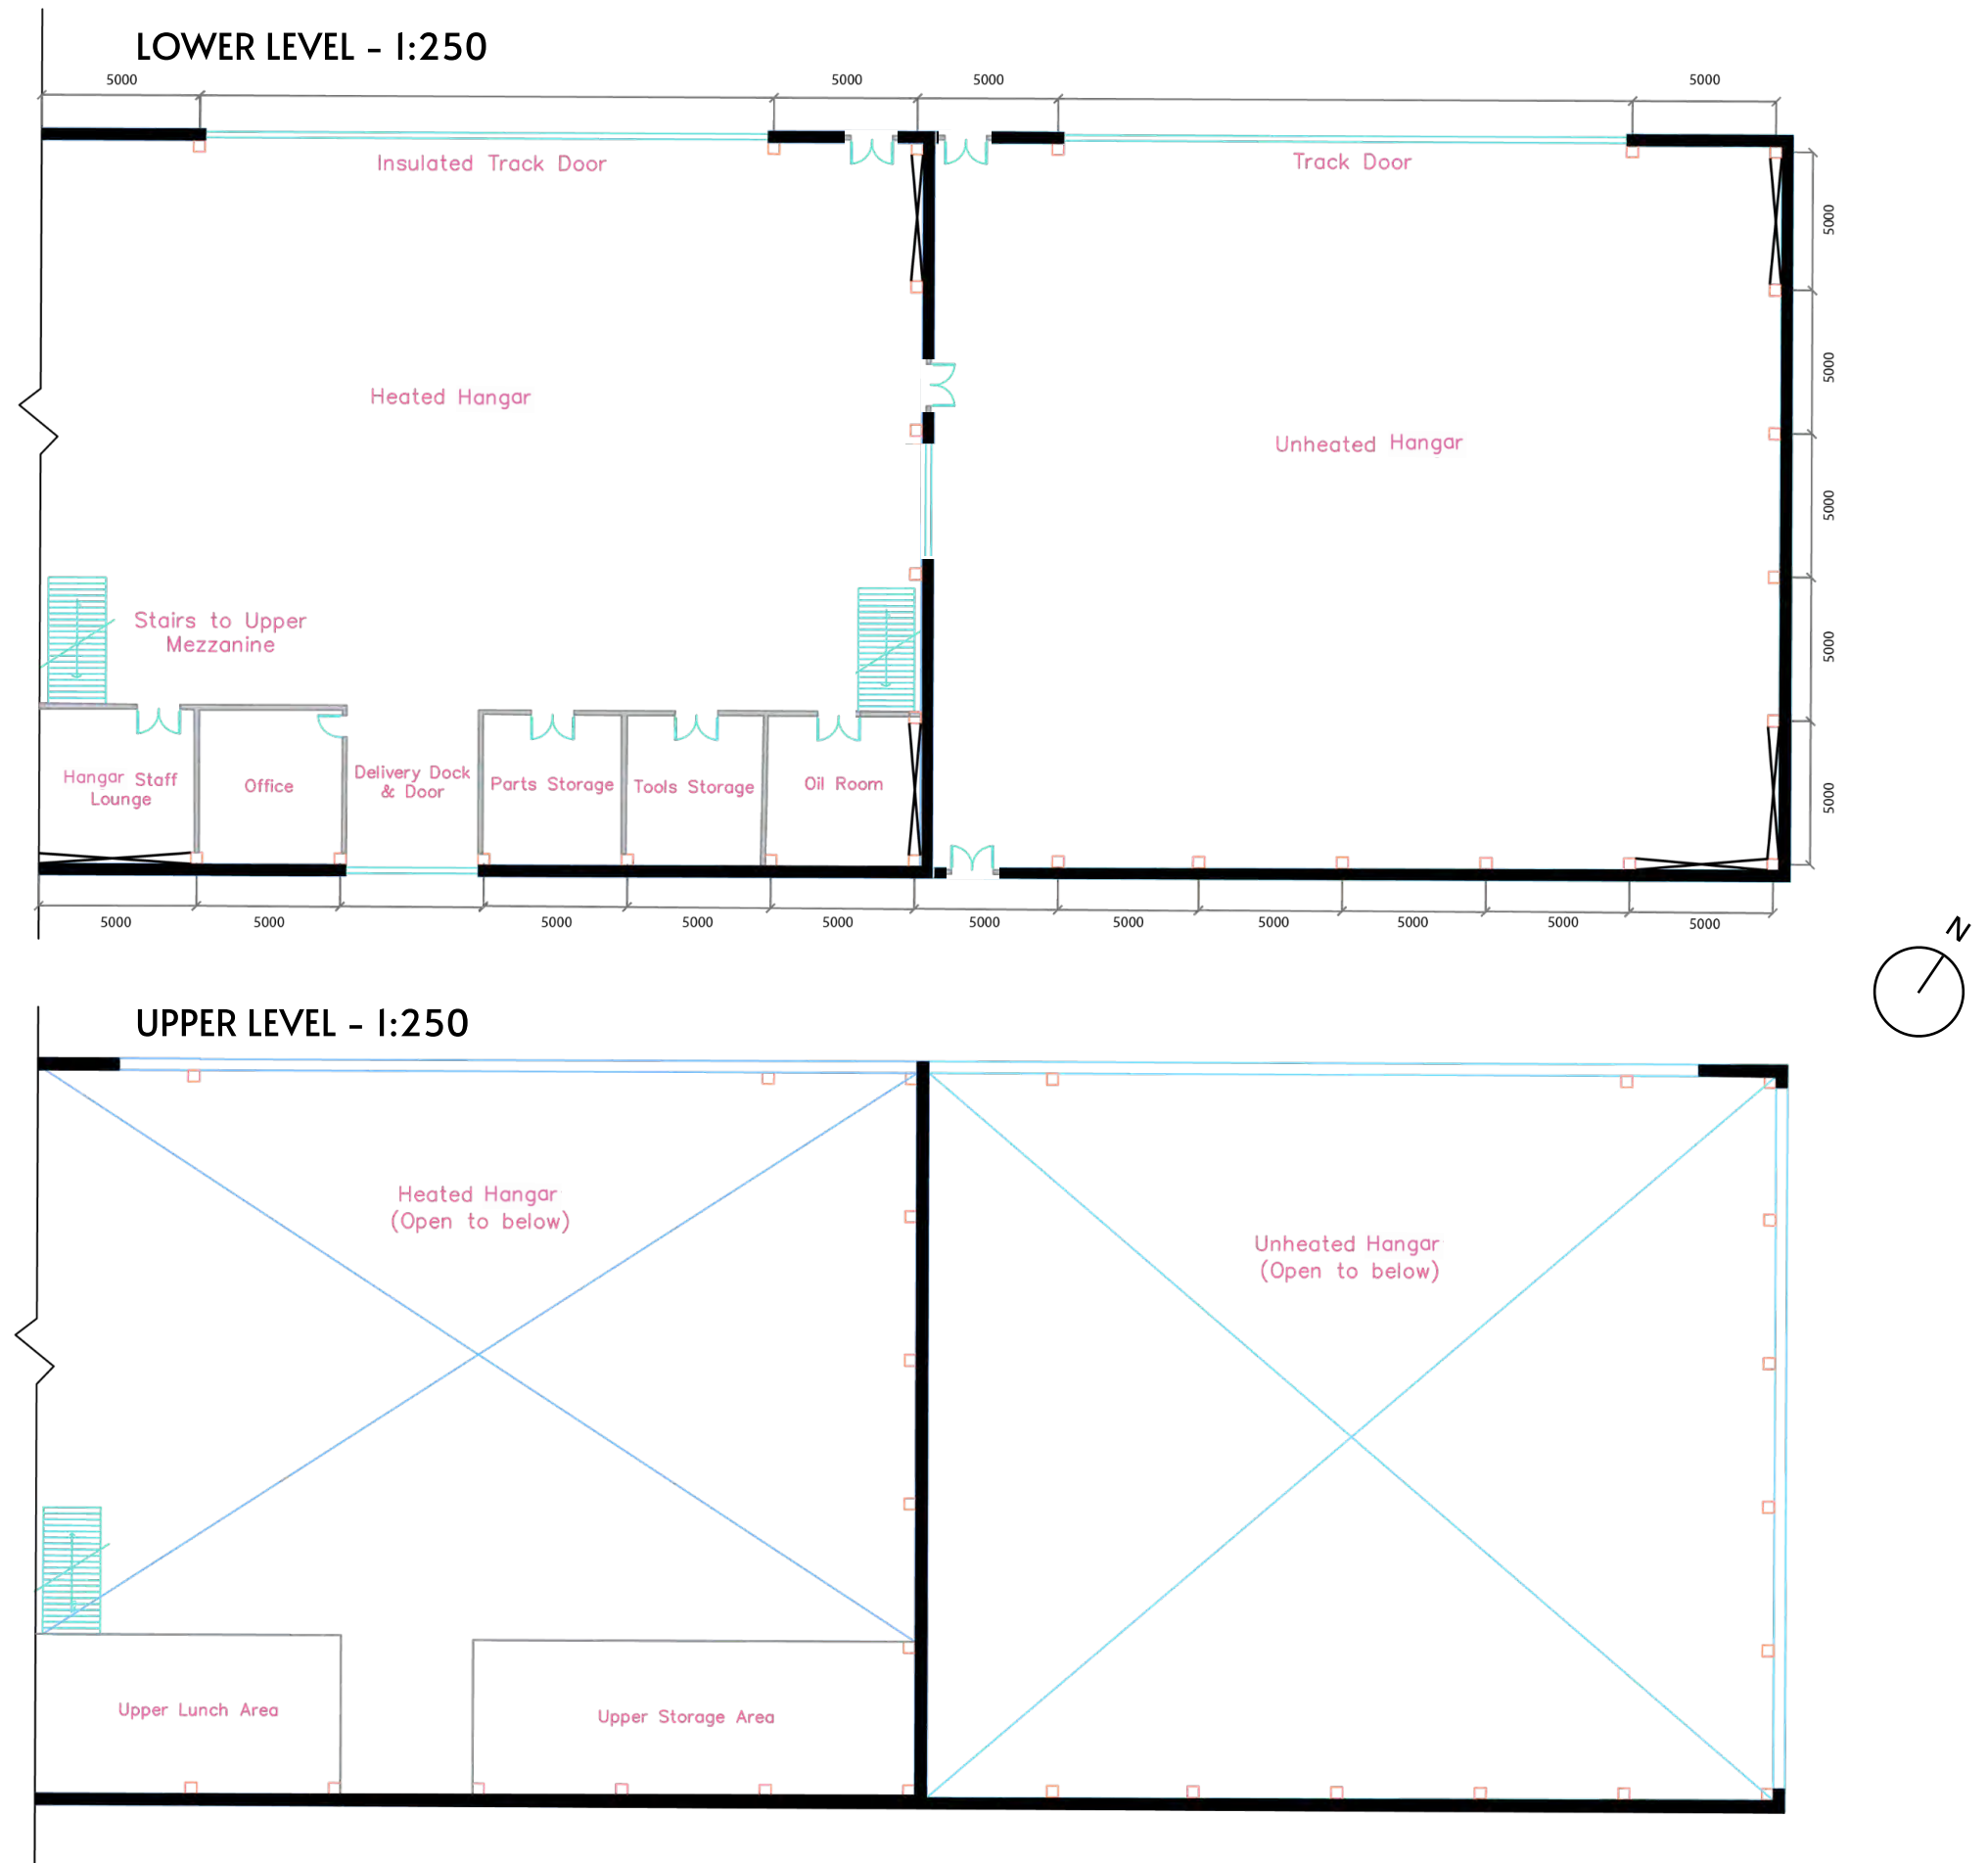 LOWER LEVEL - 1:250
5000
5000
5000
5000
Insulated Track Door
Track Door
5000
5000
Heated Hangar
Unheated Hangar
5000
Stairs to Upper
Mezzanine
5000
Hangar Staff
Lounge
Office
Delivery Dock
& Door
Parts Storage
Tools Storage
Oil Room
5000
5000
5000
5000
5000
5000
5000
5000
5000
5000
5000
5000
N
UPPER LEVEL - 1:250
Heated Hangar
(Open to below)
Unheated Hangar
(Open to below)
Upper Lunch Area
Upper Storage Area